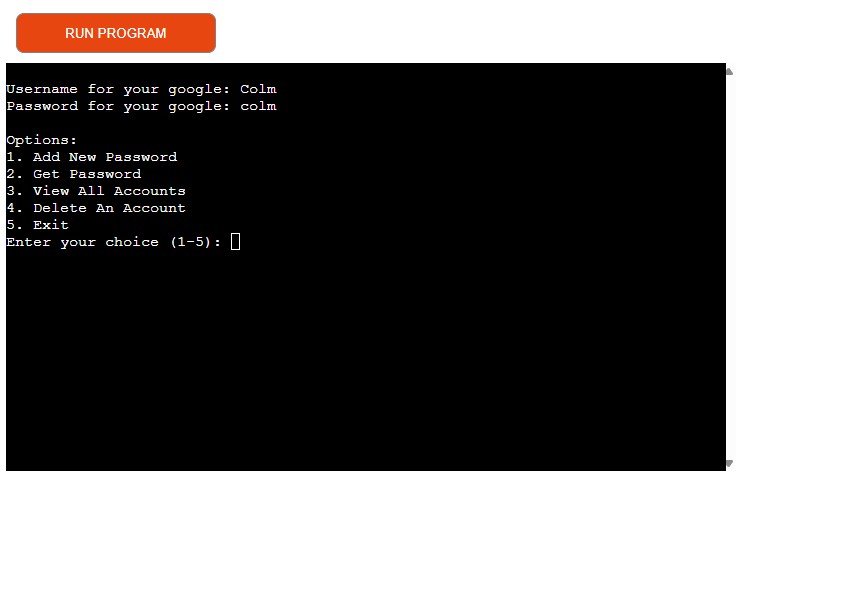 RUN PROGRAM
Username for your google: Colm
Password for your google: colm
Options:
1. Add New Password
2. Get Password
3. View All Accounts
4. Delete An Account
5. Exit
Enter your choice (1-5):